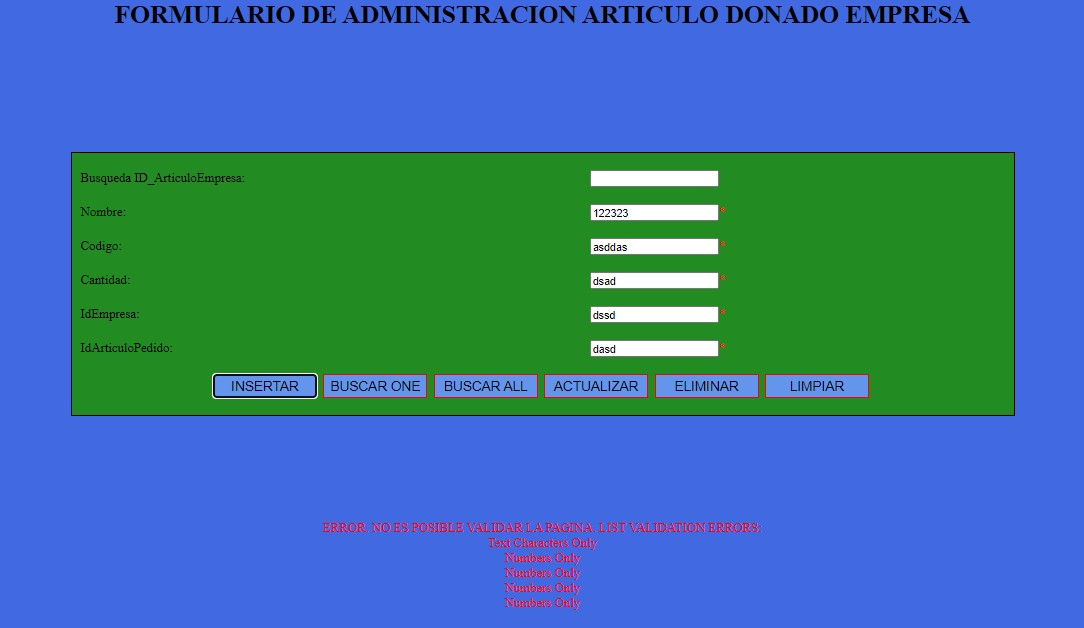 FORMULARIO DE ADMINISTRACION ARTICULO DONADO EMPRESA
Busqueda ID_ArticuloEmpresa:
Nombre: 122323 *
Codigo: asddas *
Cantidad: dsad *
IdEmpresa: dssd *
IdArticuloPedido: dasd *
INSERTAR BUSCAR ONE BUSCAR ALL ACTUALIZAR ELIMINAR LIMPIAR
ERROR. NO ES POSIBLE VALIDAR LA PAGINA. LIST VALIDATION ERRORS:
Text Characters Only
Numbers Only
Numbers Only
Numbers Only
Numbers Only